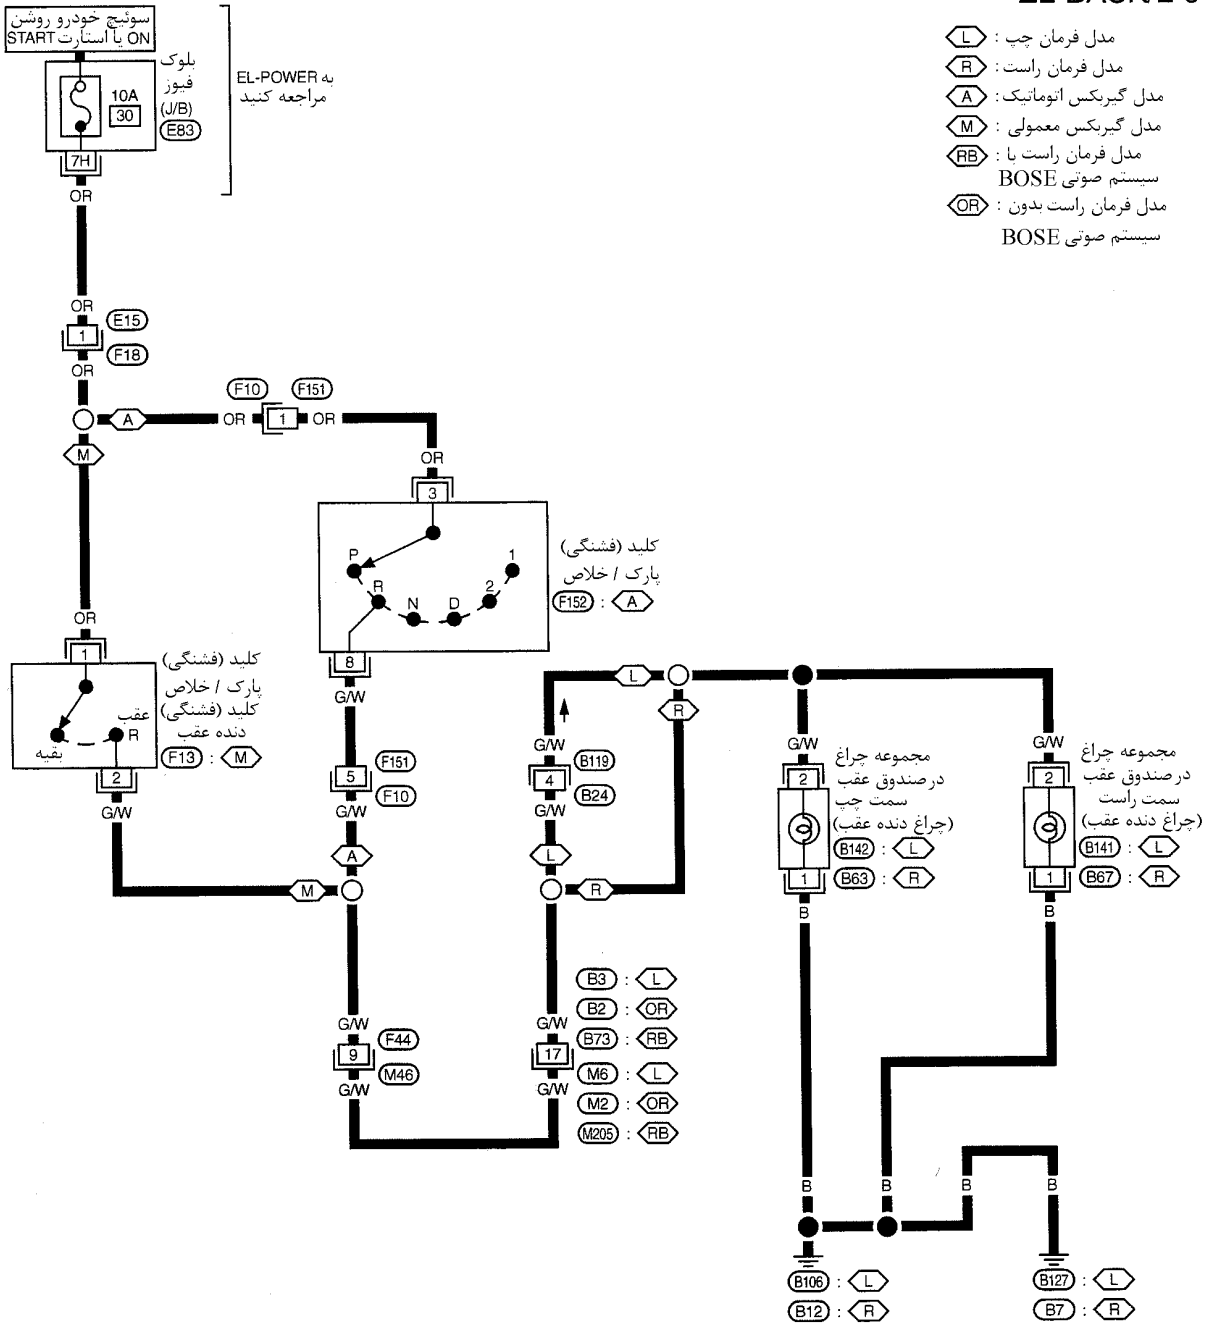 سوئیچ خودرو روشن
ON یا استارت START
بلوک
فیوز
(J/B)
E83
10A
30
7H
به EL-POWER
مراجعه کنید
L : مدل فرمان چپ
R : مدل فرمان راست
A : مدل گیربکس اتوماتیک
M : مدل گیربکس معمولی
RB : مدل فرمان راست با
سیستم صوتی BOSE
OR : مدل فرمان راست بدون
سیستم صوتی BOSE
OR
OR
1
E15
F18
OR
A
OR
F10
1
F151
OR
M
OR
3
P
R
N
D
2
1
کلید (فشنگی)
پارک / خلاص
F152 : A
8
G/W
OR
1
کلید (فشنگی)
پارک / خلاص
کلید (فشنگی)
دنده عقب
F13 : M
عقب
R
بقیه
2
G/W
5
F151
F10
G/W
A
M
L
R
G/W
4
B119
B24
G/W
L
R
G/W
2
مجموعه چراغ
در صندوق عقب
سمت چپ
(چراغ دنده عقب)
B142 : L
B63 : R
1
B
G/W
2
مجموعه چراغ
در صندوق عقب
سمت راست
(چراغ دنده عقب)
B141 : L
B67 : R
1
B
G/W
9
F44
M46
G/W
G/W
17
G/W
B3 : L
B2 : OR
B73 : RB
M6 : L
M2 : OR
M205 : RB
B
B
B
B
B106 : L
B12 : R
B127 : L
B7 : R